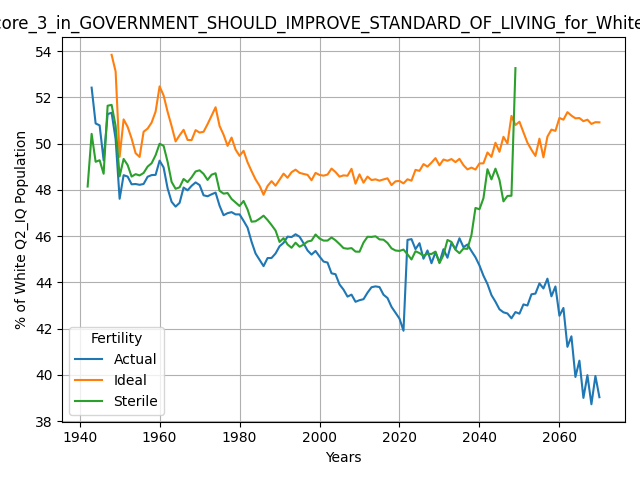 core_3_in_GOVERNMENT_SHOULD_IMPROVE_STANDARD_OF_LIVING_for_White
% of White Q2_IQ Population
54
52
50
48
46
44
42
40
38
Fertility
Actual
Ideal
Sterile
1940 1960 1980 2000 2020 2040 2060
Years